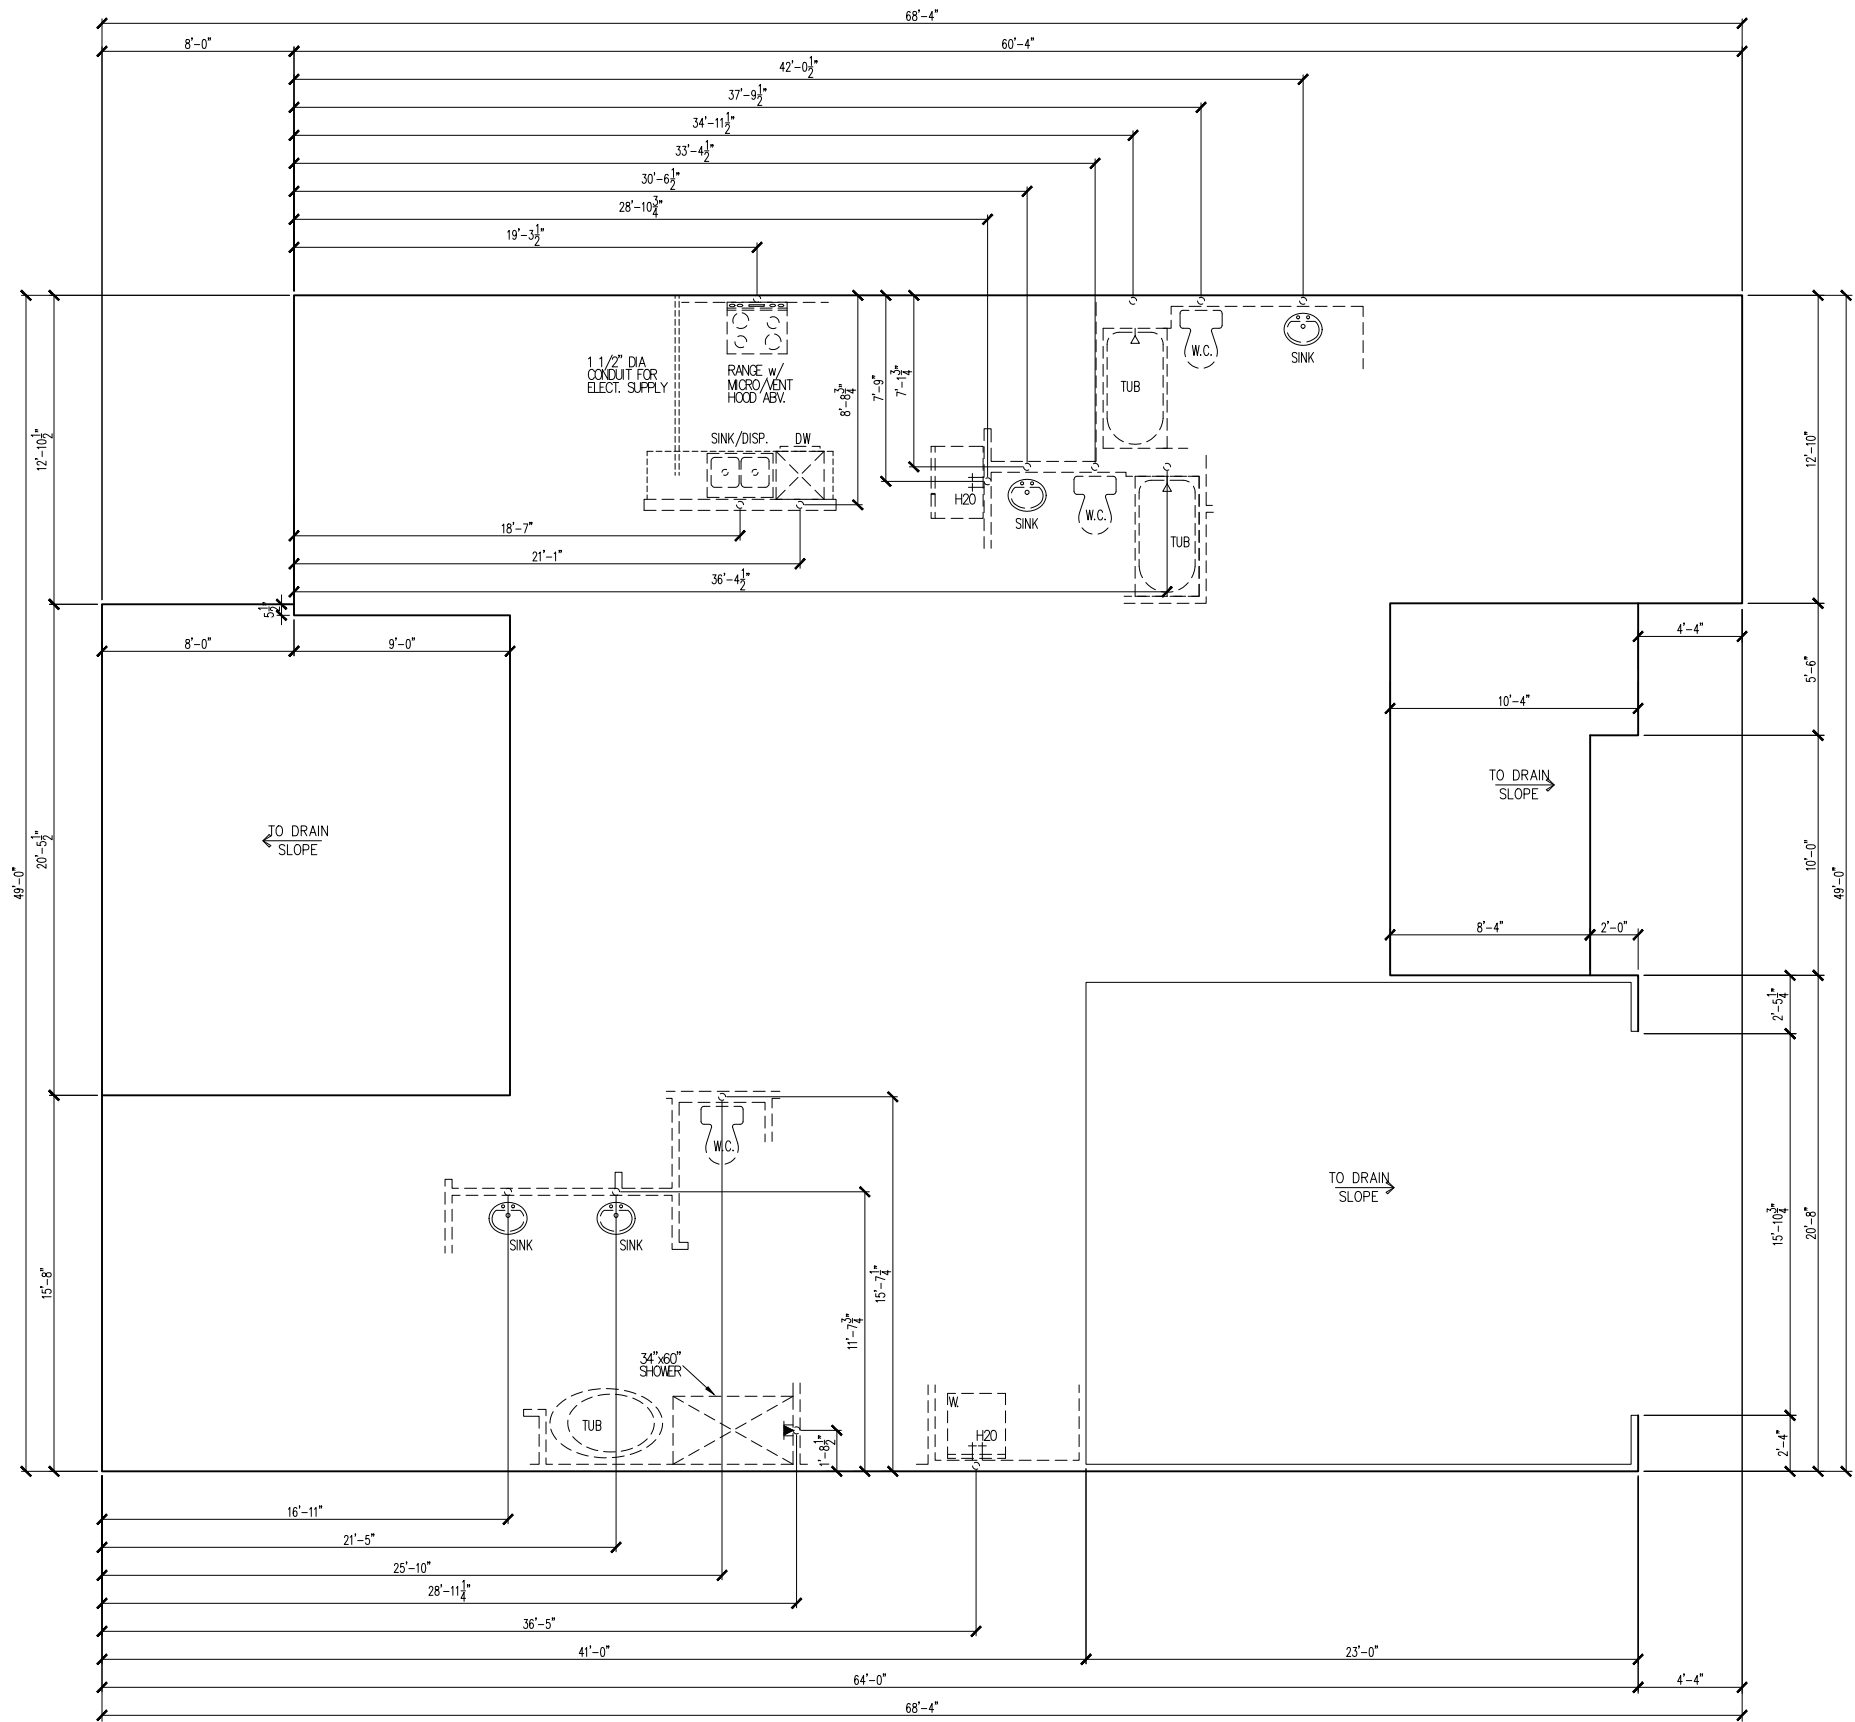 68'-4"
8'-0"
60'-4"
42'-0 1/2"
37'-9 1/2"
34'-11 1/2"
33'-4 1/2"
30'-6 1/2"
28'-10 3/4"
19'-3 1/2"
1 1/2" DIA
CONDUIT FOR
ELECT. SUPPLY
RANGE w/
MICRO/VENT
HOOD ABV.
8'-8 3/4"
7'-9"
7'-1 3/4"
TUB
W.C.
SINK
12'-10 1/2"
12'-10"
SINK/DISP.
DW
H2O
SINK
W.C.
TUB
18'-7"
21'-1"
36'-4 1/2"
5 1/2"
8'-0"
9'-0"
4'-4"
5'-6"
10'-4"
TO DRAIN
SLOPE
TO DRAIN
SLOPE
20'-5 1/2"
49'-0"
10'-0"
49'-0"
8'-4"
2'-0"
2'-5 1/4"
W.C.
SINK
SINK
TO DRAIN
SLOPE
15'-8"
15'-7 1/4"
11'-7 3/4"
15'-10 3/4"
20'-8"
34"x60"
SHOWER
TUB
1'-8 1/2"
W.
H2O
2'-4"
16'-11"
21'-5"
25'-10"
28'-11 1/4"
36'-5"
41'-0"
23'-0"
64'-0"
4'-4"
68'-4"